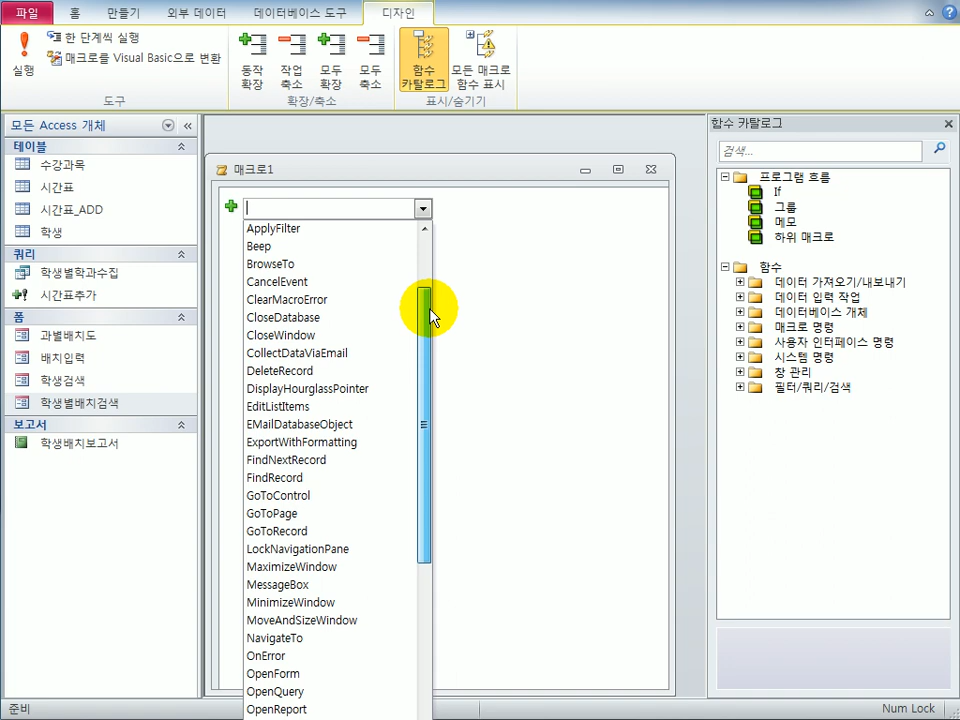 파일
홈
만들기
외부 데이터
데이터베이스 도구
디자인
실행
한 단계씩 실행
매크로를 Visual Basic으로 변환
도구
동작 확장
작업 축소
모두 확장
모두 축소
확장/축소
함수 카탈로그
모든 매크로 함수 표시
표시/숨기기
모든 Access 개체
테이블
수강과목
시간표
시간표_ADD
학생
쿼리
학생별학과수집
시간표추가
폼
과별배치도
배치입력
학생검색
학생별배치검색
보고서
학생배치보고서
매크로1
ApplyFilter
Beep
BrowseTo
CancelEvent
ClearMacroError
CloseDatabase
CloseWindow
CollectDataViaEmail
DeleteRecord
DisplayHourglassPointer
EditListItems
EMailDatabaseObject
ExportWithFormatting
FindNextRecord
FindRecord
GoToControl
GoToPage
GoToRecord
LockNavigationPane
MaximizeWindow
MessageBox
MinimizeWindow
MoveAndSizeWindow
NavigateTo
OnError
OpenForm
OpenQuery
OpenReport
함수 카탈로그
검색...
프로그램 흐름
If
그룹
메모
하위 매크로
함수
데이터 가져오기/내보내기
데이터 입력 작업
데이터베이스 개체
매크로 명령
사용자 인터페이스 명령
시스템 명령
창 관리
필터/쿼리/검색
준비
Num Lock